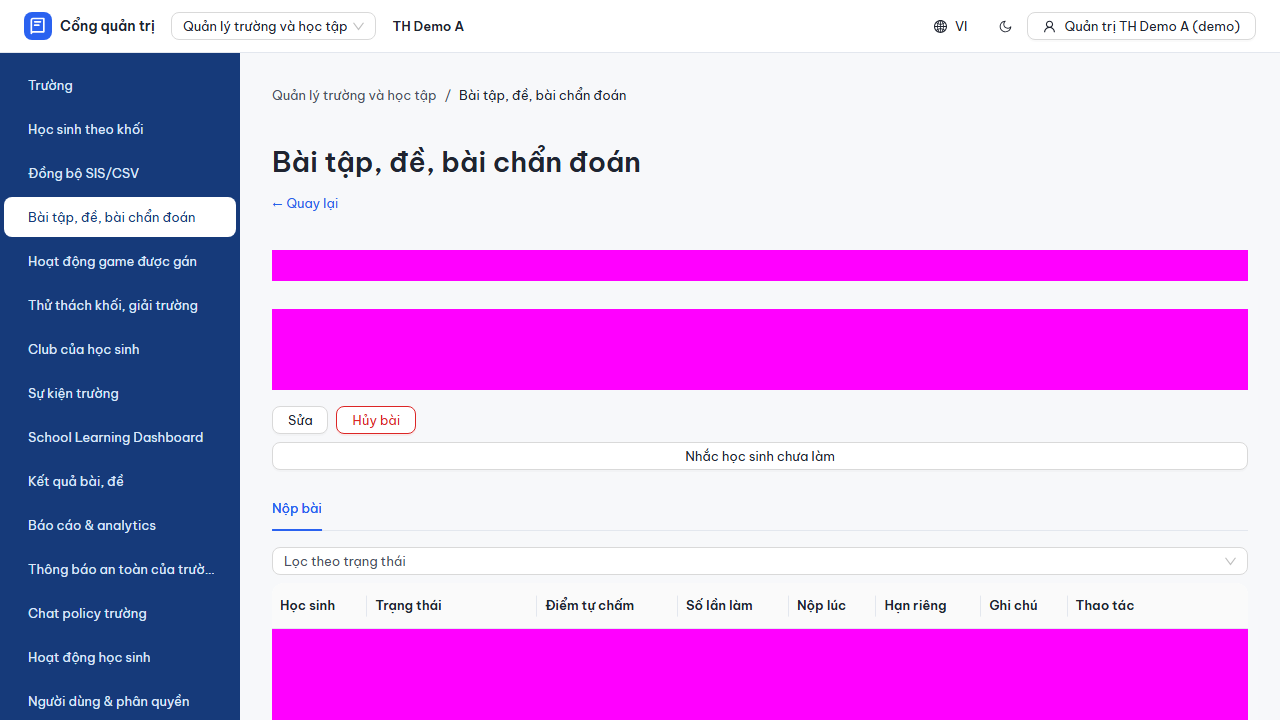 Cổng quản trị
Quản lý trường và học tập
TH Demo A
VI
Quản trị TH Demo A (demo)
Trường
Học sinh theo khối
Đồng bộ SIS/CSV
Bài tập, đề, bài chẩn đoán
Hoạt động game được gán
Thử thách khối, giải trường
Club của học sinh
Sự kiện trường
School Learning Dashboard
Kết quả bài, đề
Báo cáo & analytics
Thông báo an toàn của trườ...
Chat policy trường
Hoạt động học sinh
Người dùng & phân quyền
Quản lý trường và học tập / Bài tập, đề, bài chẩn đoán
Bài tập, đề, bài chẩn đoán
← Quay lại
Sửa
Hủy bài
Nhắc học sinh chưa làm
Nộp bài
Lọc theo trạng thái
Học sinh
Trạng thái
Điểm tự chấm
Số lần làm
Nộp lúc
Hạn riêng
Ghi chú
Thao tác